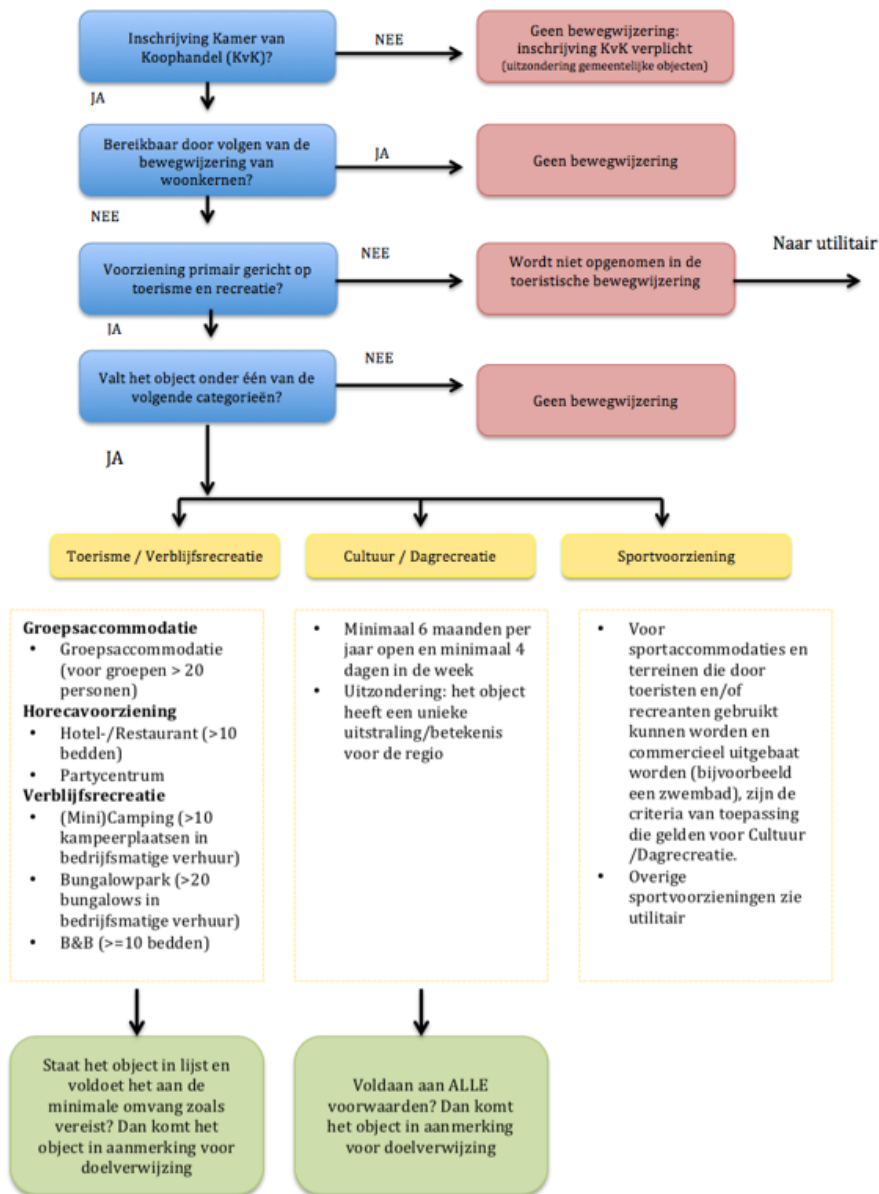 Inschrijving Kamer van
Koophandel (KvK)?
NEE
Geen bewegwijzering:
inschrijving KvK verplicht
(uitzondering gemeentelijke objecten)
JA
Bereikbaar door volgen van de
bewegwijzering van
woonkernen?
JA
Geen bewegwijzering
NEE
Voorziening primair gericht op
toerisme en recreatie?
NEE
Wordt niet opgenomen in de
toeristische bewegwijzering
Naar utilitair
JA
Valt het object onder één van de
volgende categorieën?
NEE
Geen bewegwijzering
JA
Toerisme / Verblijfsrecreatie
Cultuur / Dagrecreatie
Sportvoorziening
Groepsaccommodatie
• Groepsaccommodatie
(voor groepen > 20
personen)
Horecavoorziening
• Hotel-/Restaurant (>10
bedden)
• Partycentrum
Verblijfsrecreatie
• (Mini)Camping (>10
kampeerplaatsen in
bedrijfsmatige verhuur)
• Bungalowpark (>20
bungalows in
bedrijfsmatige verhuur)
• B&B (>=10 bedden)
• Minimaal 6 maanden per
jaar open en minimaal 4
dagen in de week
• Uitzondering: het object
heeft een unieke
uitstraling/betekenis
voor de regio
• Voor
sportaccommodaties en
terreinen die door
toeristen en/of
recreanten gebruikt
kunnen worden en
commercieel uitgebaat
worden (bijvoorbeeld
een zwembad), zijn de
criteria van toepassing
die gelden voor Cultuur
/Dagrecreatie.
• Overige
sportvoorzieningen zie
utilitair
Staat het object in lijst en
voldoet het aan de
minimale omvang zoals
vereist? Dan komt het
object in aanmerking voor
doelverwijzing
Voldaan aan ALLE
voorwaarden? Dan komt
het object in aanmerking
voor doelverwijzing